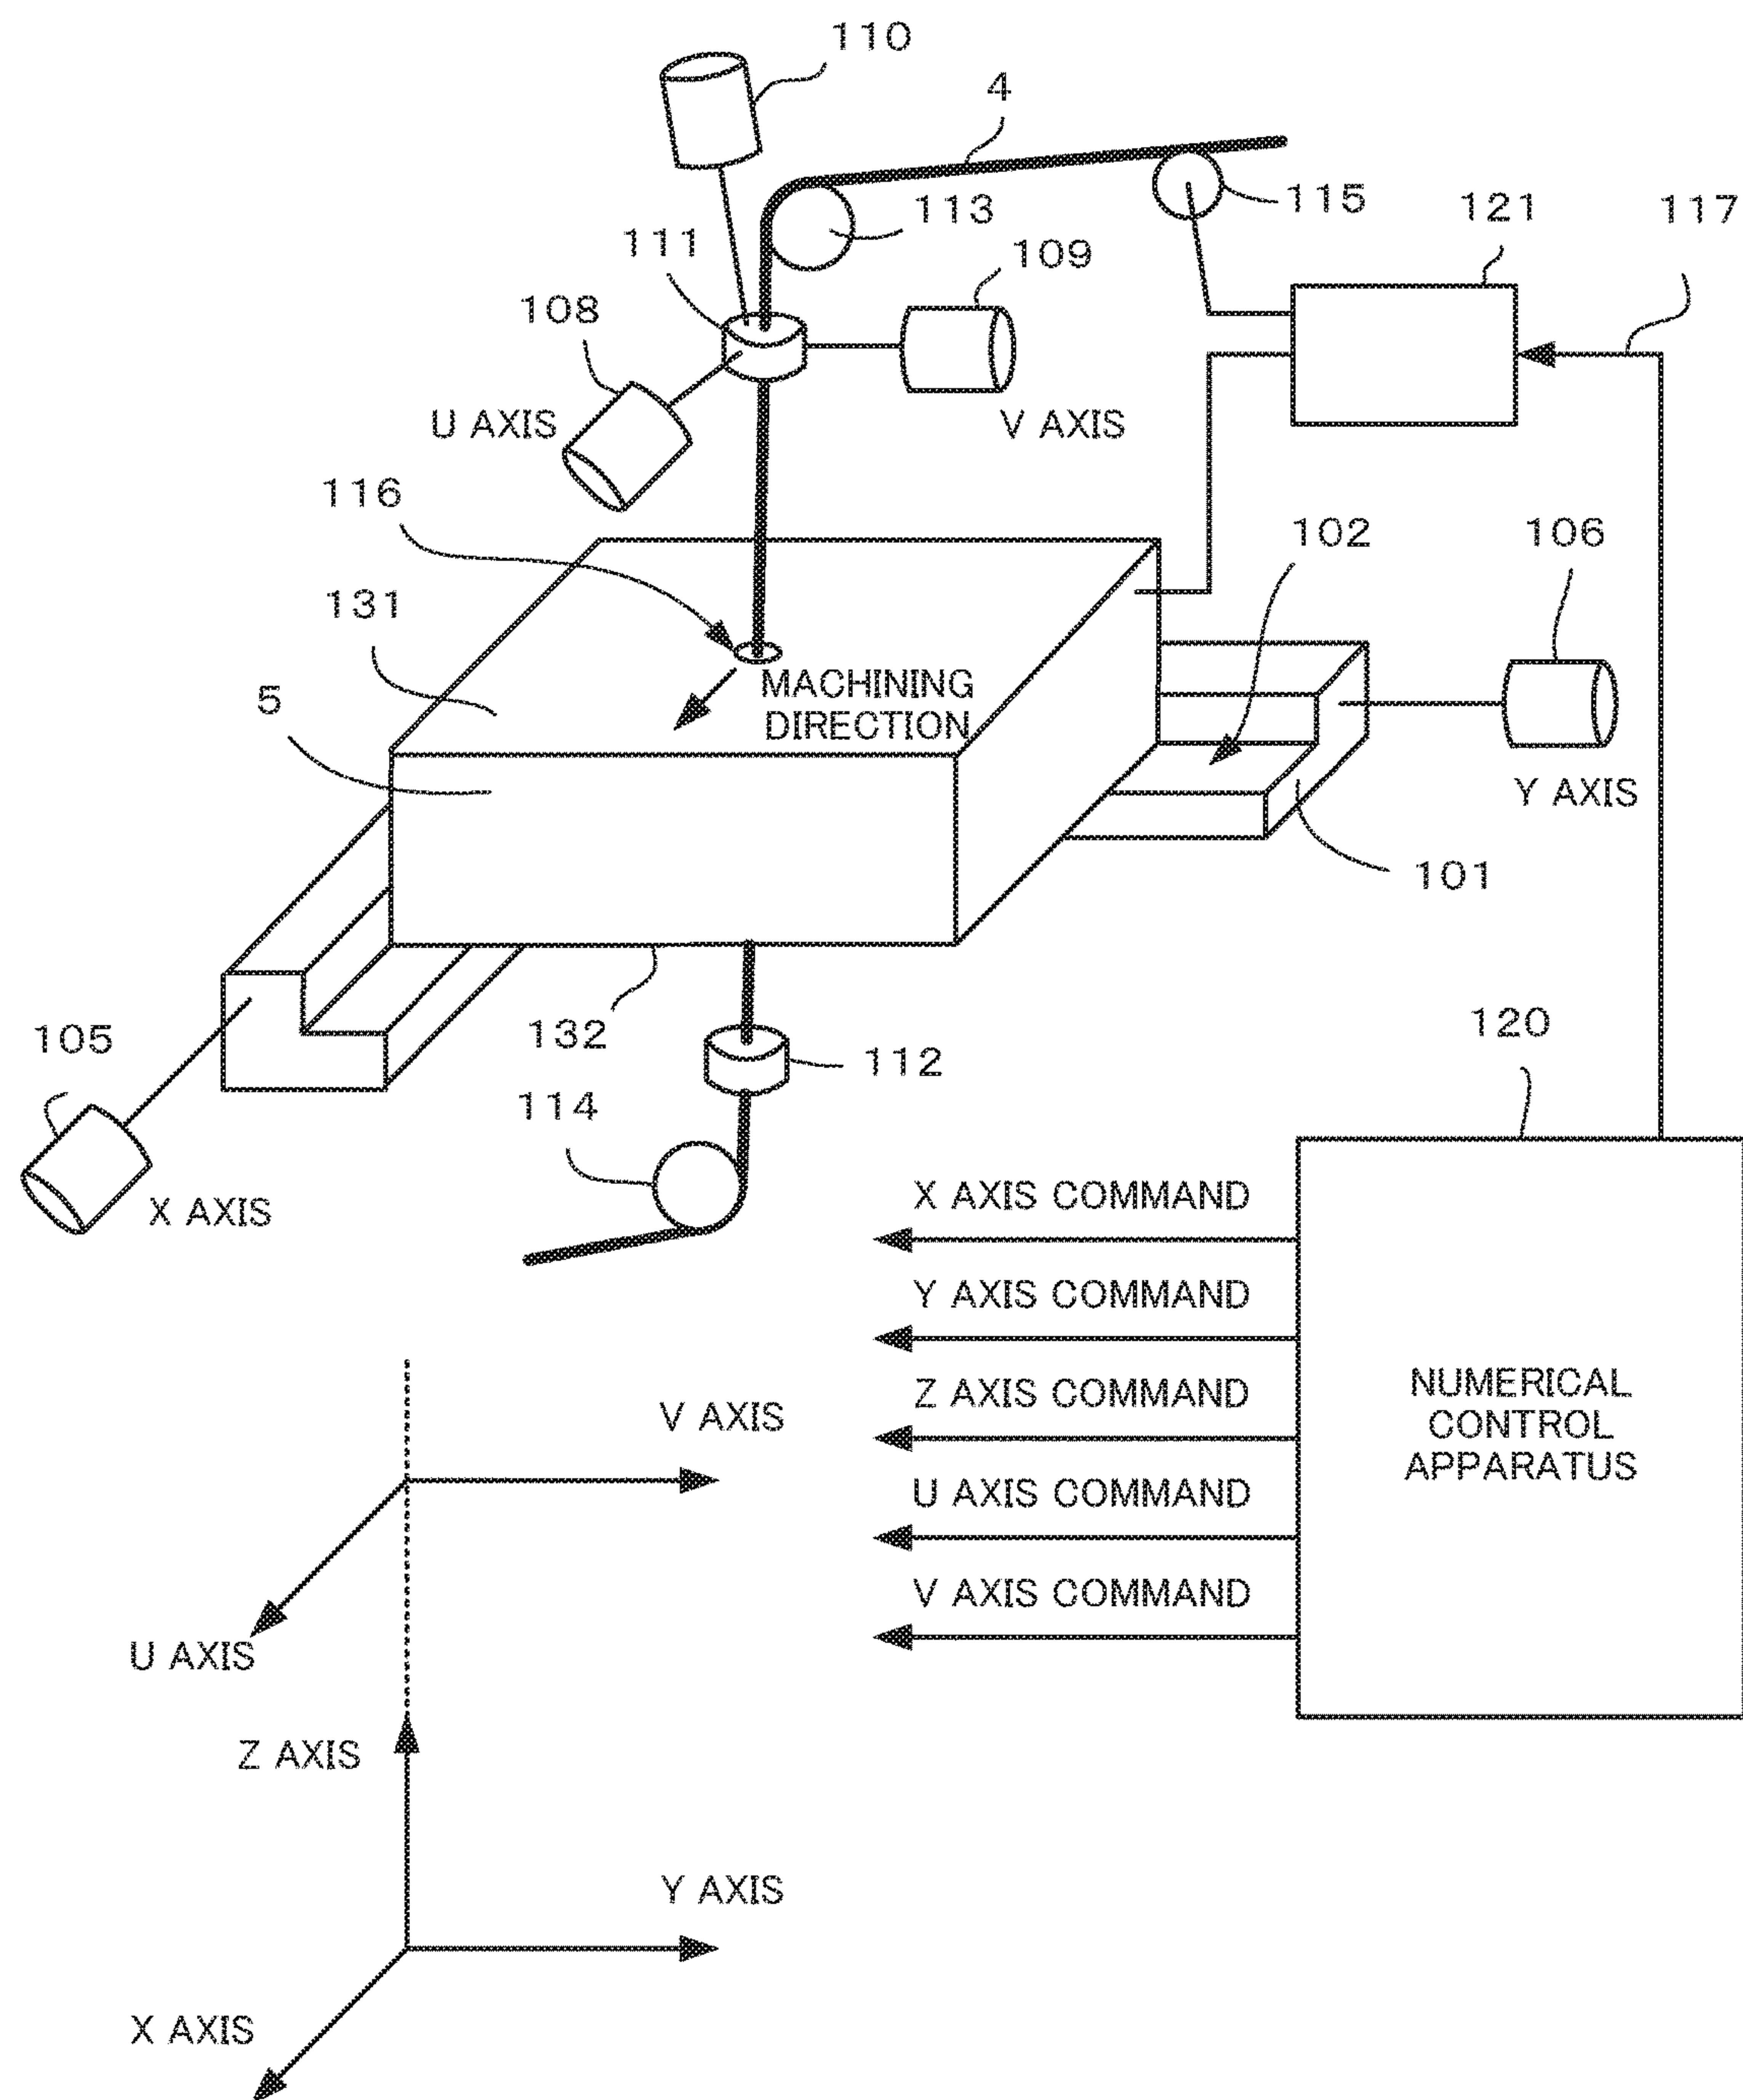 110
4
113
115
121
117
111
109
108
U AXIS
V AXIS
116
102
106
131
MACHINING
DIRECTION
5
Y AXIS
101
105
132
112
120
114
X AXIS
X AXIS COMMAND
Y AXIS COMMAND
Z AXIS COMMAND
U AXIS COMMAND
V AXIS COMMAND
NUMERICAL
CONTROL
APPARATUS
V AXIS
U AXIS
Z AXIS
Y AXIS
X AXIS